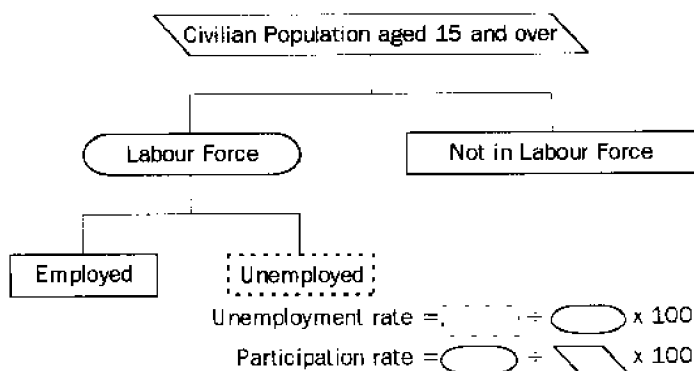 Civilian Population aged 15 and over
Labour Force
Not in Labour Force
Employed
Unemployed
Unemployment rate = ÷ x 100
Participation rate = ÷ x 100